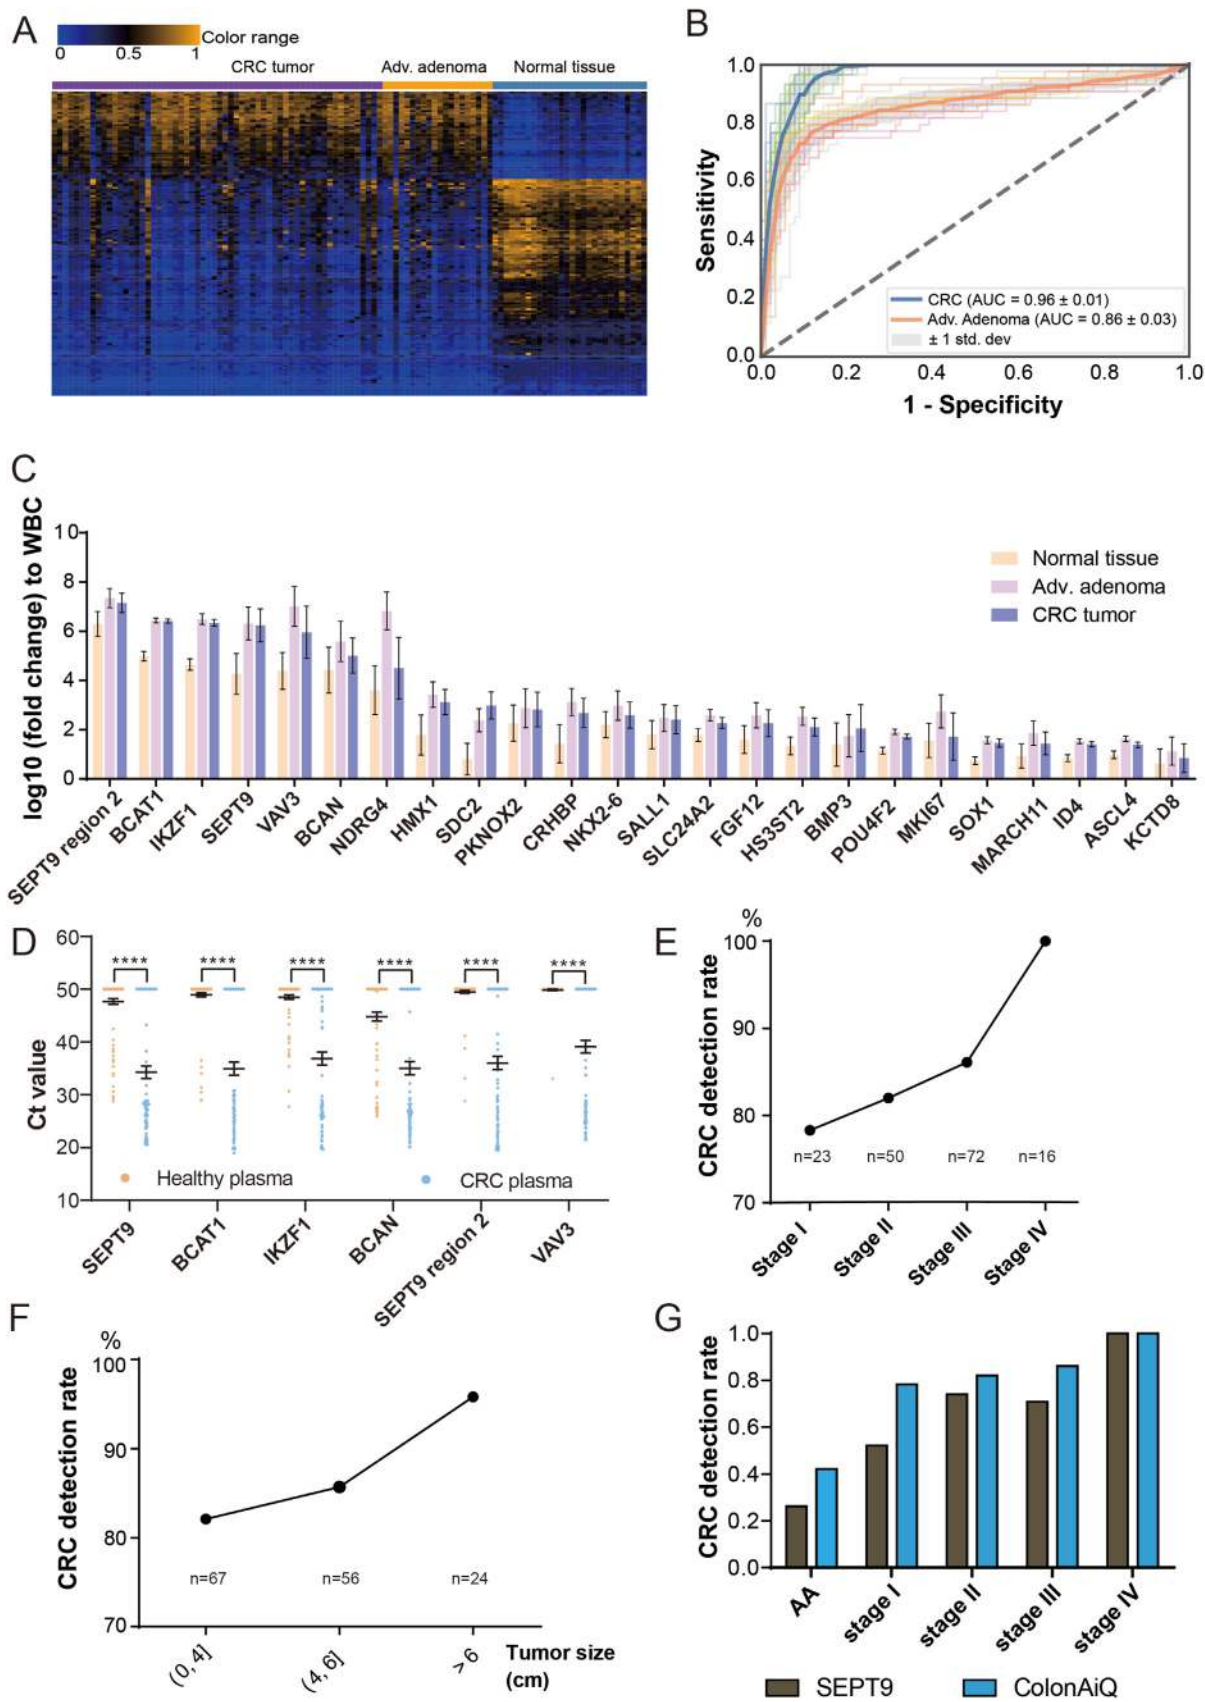 A
0 0.5 1 Color range
CRC tumor Adv. adenoma Normal tissue
B
Sensitivity
1.0
0.8
0.6
0.4
0.2
0.0
CRC (AUC = 0.96 ± 0.01)
Adv. Adenoma (AUC = 0.86 ± 0.03)
± 1 std. dev
0.0 0.2 0.4 0.6 0.8 1.0
1 - Specificity
C
log10 (fold change) to WBC
10
8
6
4
2
0
Normal tissue
Adv. adenoma
CRC tumor
SEPT9 region 2
BCAT1
IKZF1
SEPT9
VAV3
BCAN
NDRG4
HMX1
SDC2
PKNOX2
CRHBP
NKX2-6
SALL1
SLC24A2
FGF12
HS3ST2
BMP3
POU4F2
MKI67
SOX1
MARCH11
ID4
ASCL4
KCTD8
D
Ct value
60
50
40
30
20
10
**** **** **** **** **** ****
Healthy plasma CRC plasma
SEPT9
BCAT1
IKZF1
BCAN
SEPT9 region 2
VAV3
E
%
CRC detection rate
100
90
80
70
n=23 n=50 n=72 n=16
Stage I
Stage II
Stage III
Stage IV
F
%
CRC detection rate
100
90
80
70
n=67 n=56 n=24
(0, 4]
(4, 6]
> 6
Tumor size
(cm)
G
CRC detection rate
1.0
0.8
0.6
0.4
0.2
0.0
AA
stage I
stage II
stage III
stage IV
SEPT9 ColonAiQ